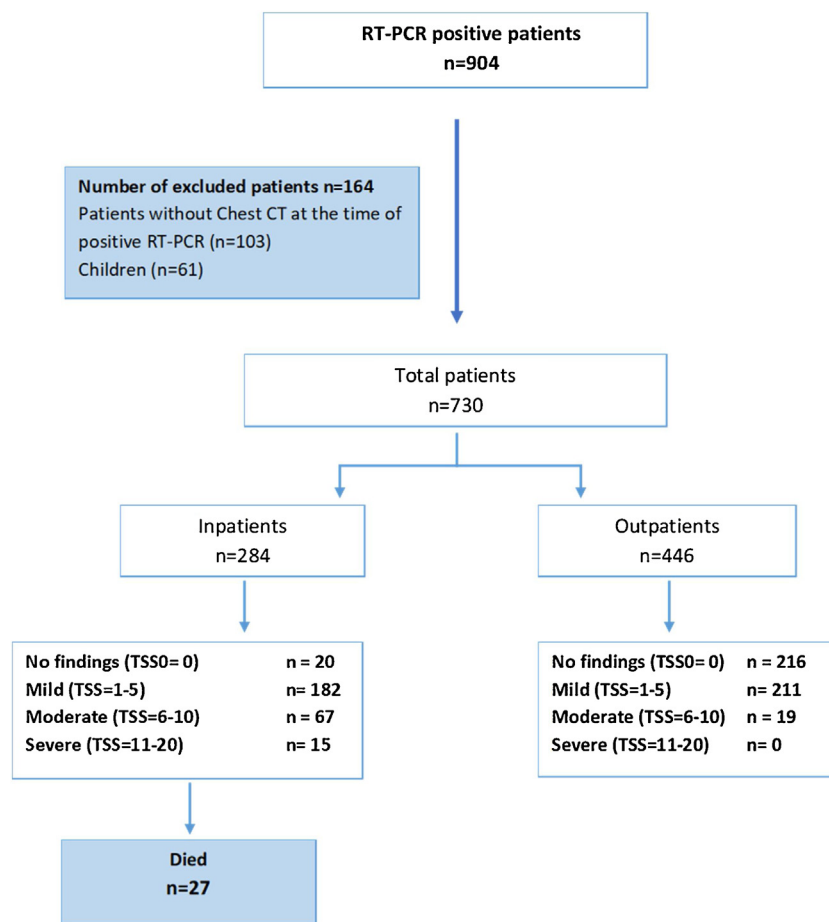 RT-PCR positive patients
n=904
Number of excluded patients n=164
Patients without Chest CT at the time of
positive RT-PCR (n=103)
Children (n=61)
Total patients
n=730
Inpatients
n=284
Outpatients
n=446
No findings (TSS0= 0) n = 20
Mild (TSS=1-5) n= 182
Moderate (TSS=6-10) n = 67
Severe (TSS=11-20) n= 15
No findings (TSS0= 0) n = 216
Mild (TSS=1-5) n = 211
Moderate (TSS=6-10) n = 19
Severe (TSS=11-20) n= 0
Died
n=27